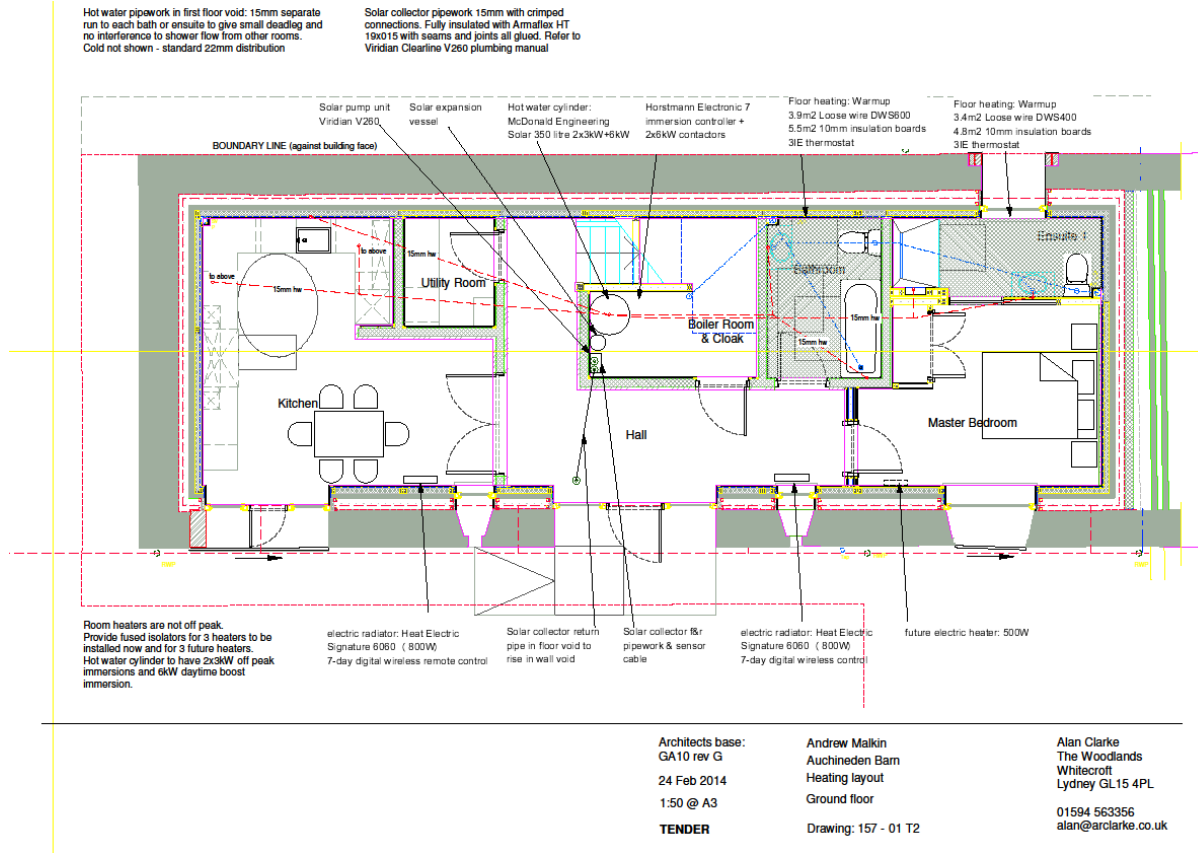 Hot water pipework in first floor void: 15mm separate
run to each bath or ensuite to give small deadleg and
no interference to shower flow from other rooms.
Cold not shown - standard 22mm distribution
Solar collector pipework 15mm with crimped
connections. Fully insulated with Armaflex HT
19x015 with seams and joints all glued. Refer to
Viridian Clearline V260 plumbing manual
Solar pump unit
Viridian V260
Solar expansion
vessel
Hot water cylinder:
McDonald Engineering
Solar 350 litre 2x3kW+6kW
Horstmann Electronic 7
immersion controller +
2x6kW contactors
Floor heating: Warmup
3.9m2 Loose wire DWS600
5.5m2 10mm insulation boards
3IE thermostat
Floor heating: Warmup
3.4m2 Loose wire DWS400
4.8m2 10mm insulation boards
3IE thermostat
BOUNDARY LINE (against building face)
to above
15mm hw
Utility Room
to above
15mm hw
Bathroom
Ensuite 1
Boiler Room
& Cloak
15mm hw
15mm hw
Kitchen
Hall
Master Bedroom
Room heaters are not off peak.
Provide fused isolators for 3 heaters to be
installed now and for 3 future heaters.
Hot water cylinder to have 2x3kW off peak
immersions and 6kW daytime boost
immersion.
electric radiator: Heat Electric
Signature 6060 ( 800W)
7-day digital wireless remote control
Solar collector return
pipe in floor void to
rise in wall void
Solar collector f&r
pipework & sensor
cable
electric radiator: Heat Electric
Signature 6060 ( 800W)
7-day digital wireless control
future electric heater: 500W
Architects base:
GA10 rev G
24 Feb 2014
1:50 @ A3
TENDER
Andrew Malkin
Auchineden Barn
Heating layout
Ground floor
Drawing: 157 - 01 T2
Alan Clarke
The Woodlands
Whitecroft
Lydney GL15 4PL
01594 563356
alan@arclarke.co.uk